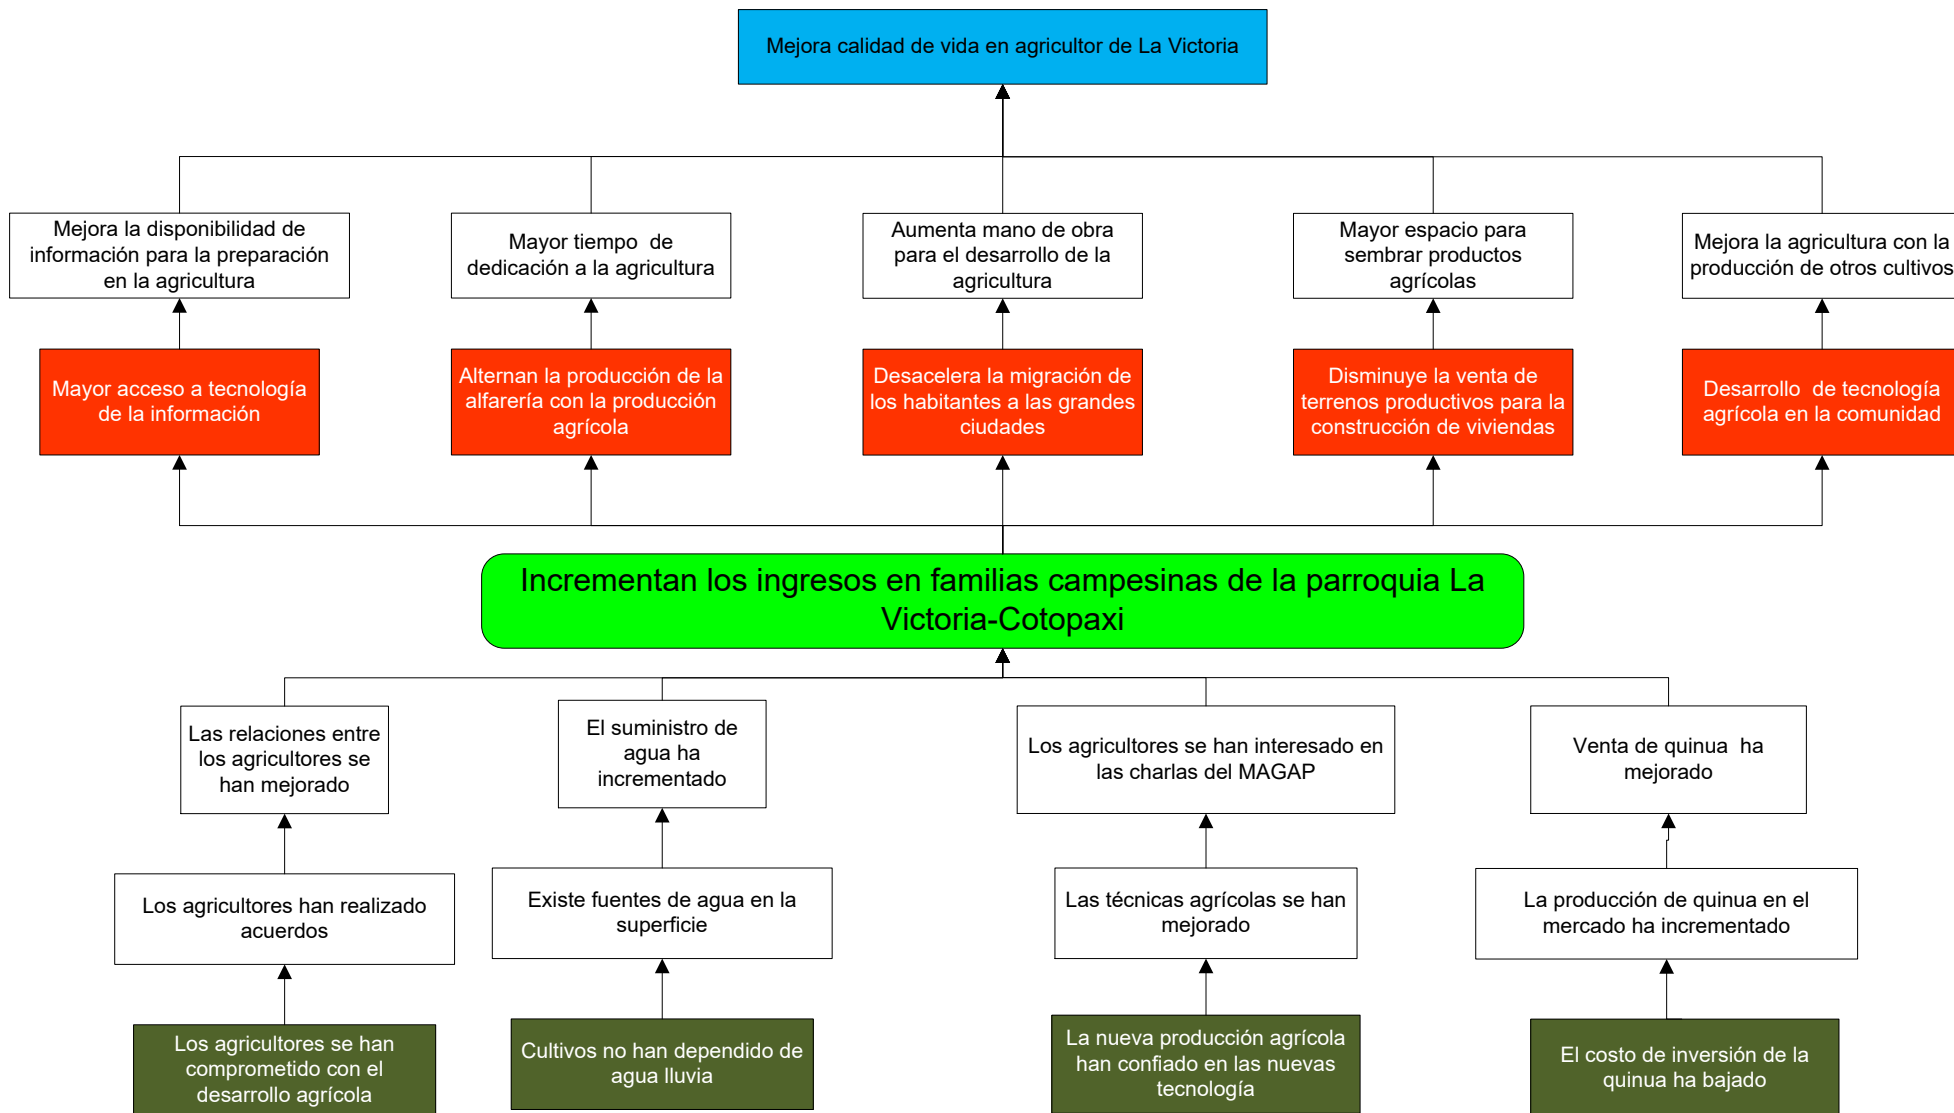 Mejora calidad de vida en agricultor de La Victoria
Mejora la disponibilidad de
información para la preparación
en la agricultura
Mayor tiempo de
dedicación a la agricultura
Aumenta mano de obra
para el desarrollo de la
agricultura
Mayor espacio para
sembrar productos
agrícolas
Mejora la agricultura con la
producción de otros cultivos
Mayor acceso a tecnología
de la información
Alternan la producción de la
alfarería con la producción
agrícola
Desacelera la migración de
los habitantes a las grandes
ciudades
Disminuye la venta de
terrenos productivos para la
construcción de viviendas
Desarrollo de tecnología
agrícola en la comunidad
Incrementan los ingresos en familias campesinas de la parroquia La
Victoria-Cotopaxi
Las relaciones entre
los agricultores se
han mejorado
El suministro de
agua ha
incrementado
Los agricultores se han interesado en
las charlas del MAGAP
Venta de quinua ha
mejorado
Los agricultores han realizado
acuerdos
Existe fuentes de agua en la
superficie
Las técnicas agrícolas se han
mejorado
La producción de quinua en el
mercado ha incrementado
Los agricultores se han
comprometido con el
desarrollo agrícola
Cultivos no han dependido de
agua lluvia
La nueva producción agrícola
han confiado en las nuevas
tecnología
El costo de inversión de la
quinua ha bajado